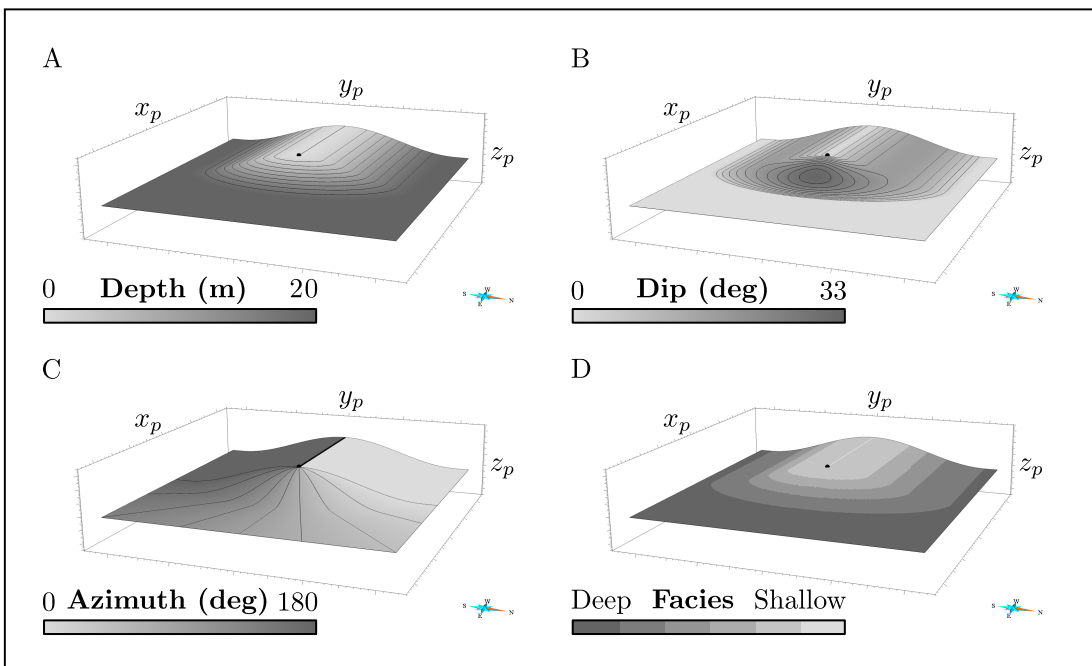 A
x_p
y_p
z_p
0 Depth (m) 20
S W E N
B
x_p
y_p
z_p
0 Dip (deg) 33
S W E N
C
x_p
y_p
z_p
0 Azimuth (deg) 180
S W E N
D
x_p
y_p
z_p
Deep Facies Shallow
S W E N